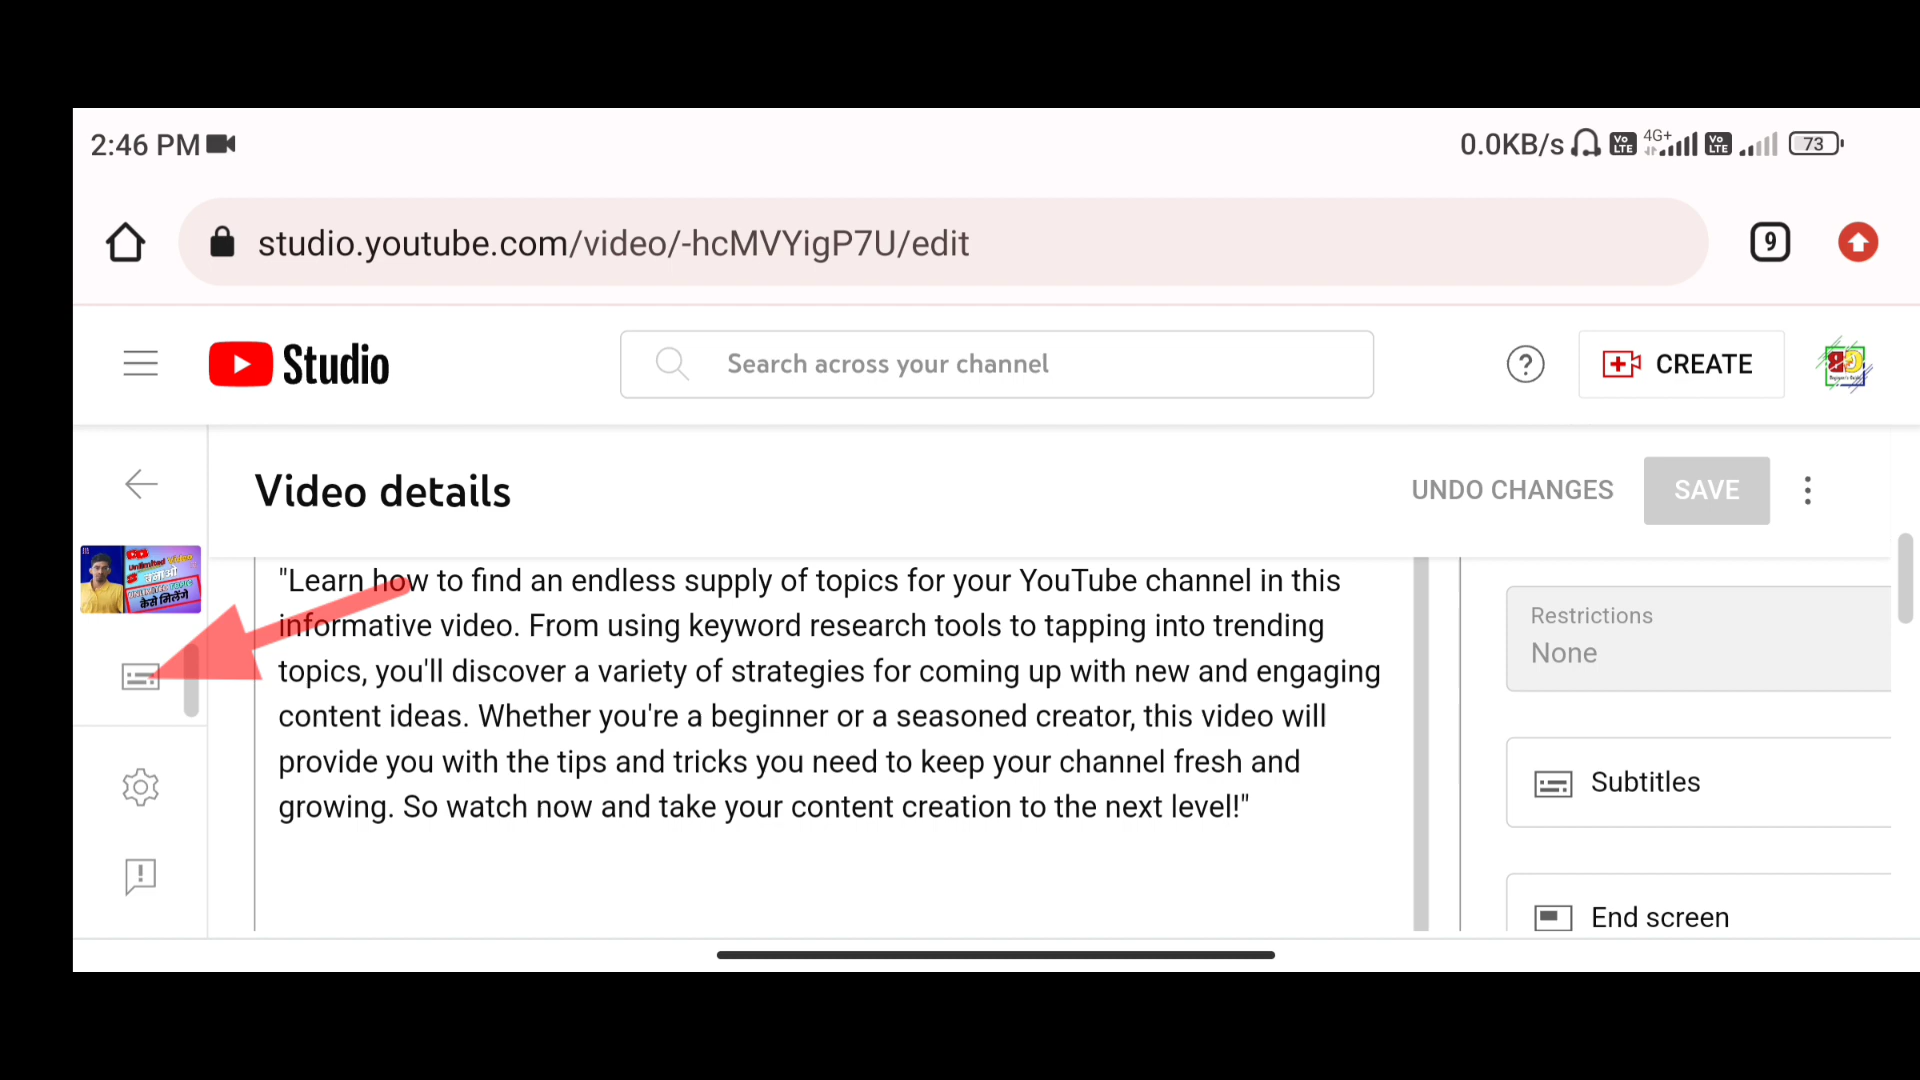 2:46 PM
0.0KB/s
Vo LTE
4G+
Vo LTE
73
studio.youtube.com/video/-hcMVYigP7U/edit
9
Studio
Search across your channel
?
CREATE
Video details
UNDO CHANGES
SAVE
Unlimited
कैसे मिलेंगे
"Learn how to find an endless supply of topics for your YouTube channel in this
informative video. From using keyword research tools to tapping into trending
topics, you'll discover a variety of strategies for coming up with new and engaging
content ideas. Whether you're a beginner or a seasoned creator, this video will
provide you with the tips and tricks you need to keep your channel fresh and
growing. So watch now and take your content creation to the next level!"
Restrictions
None
Subtitles
End screen